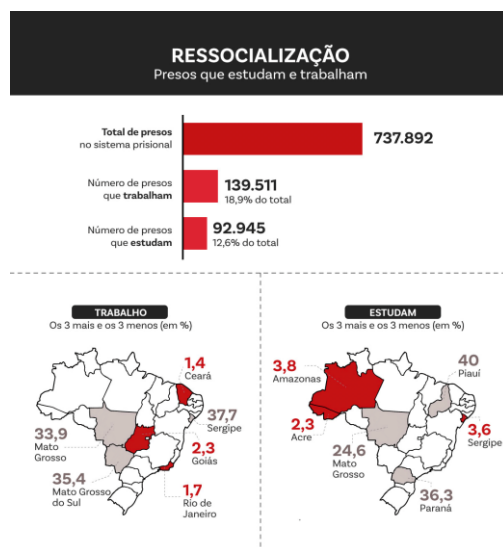 RESSOCIALIZAÇÃO
Presos que estudam e trabalham
Total de presos
no sistema prisional
737.892
Número de presos
que trabalham
139.511
18,9% do total
Número de presos
que estudam
92.945
12,6% do total
TRABALHO
Os 3 mais e os 3 menos (em %)
1,4
Ceará
37,7
Sergipe
33,9
Mato
Grosso
2,3
Goiás
35,4
Mato Grosso
do Sul
1,7
Rio de
Janeiro
ESTUDAM
Os 3 mais e os 3 menos (em %)
3,8
Amazonas
40
Piauí
2,3
Acre
3,6
Sergipe
24,6
Mato
Grosso
36,3
Paraná